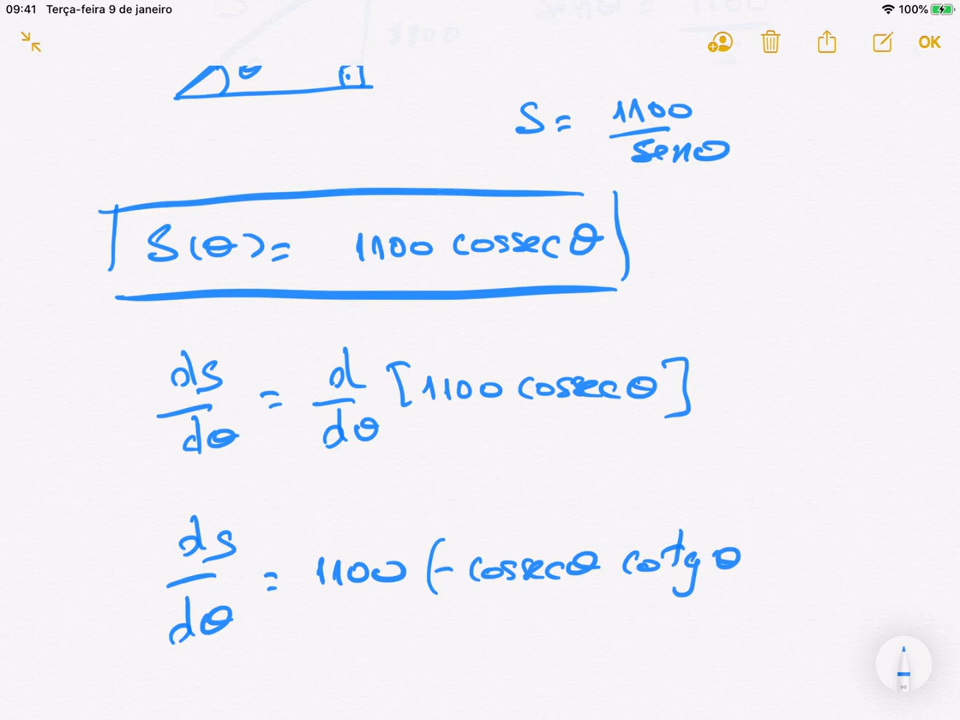 09:41 Terça-feira 9 de janeiro 100%
OK
θ
S = 1100 / sen θ
S(θ) = 1100 cossec θ
ds/dθ = d/dθ [1100 cossec θ]
ds/dθ = 1100 (- cossec θ cotg θ